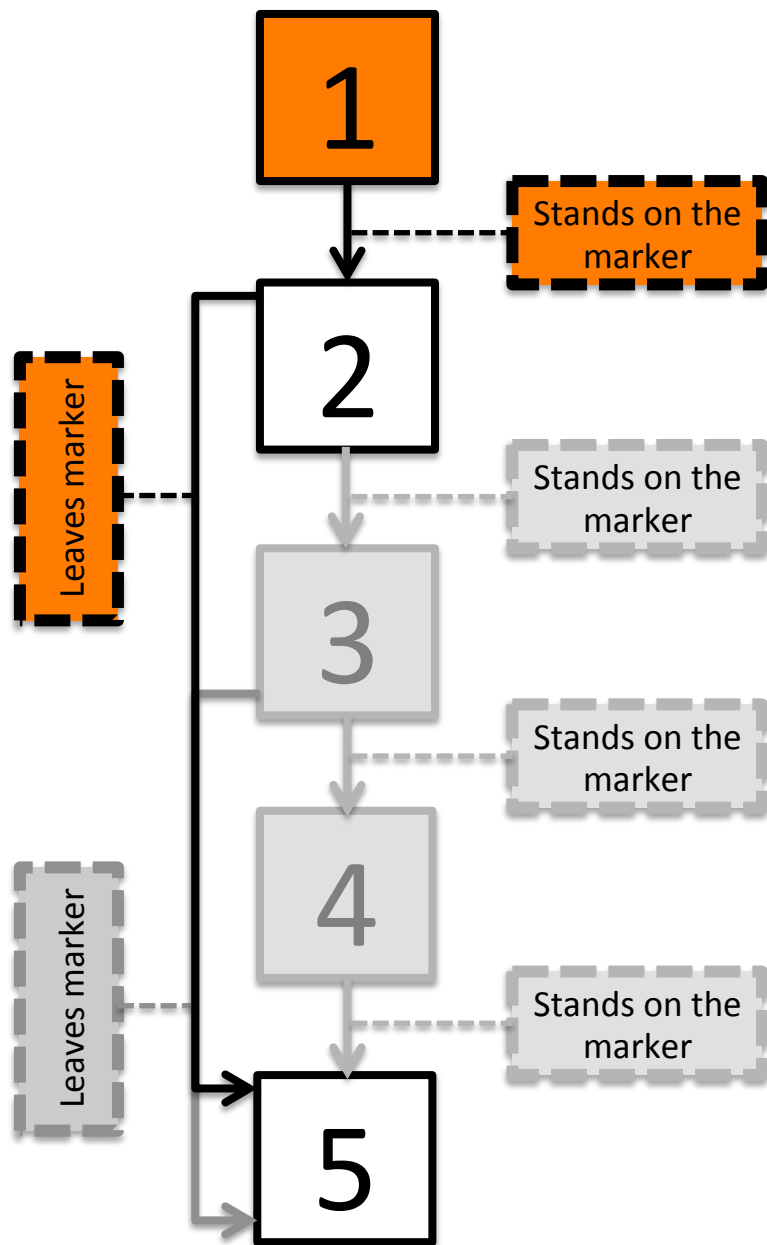 1
Stands on the
marker
2
Leaves marker
Stands on the
marker
3
Stands on the
marker
4
Leaves marker
Stands on the
marker
5